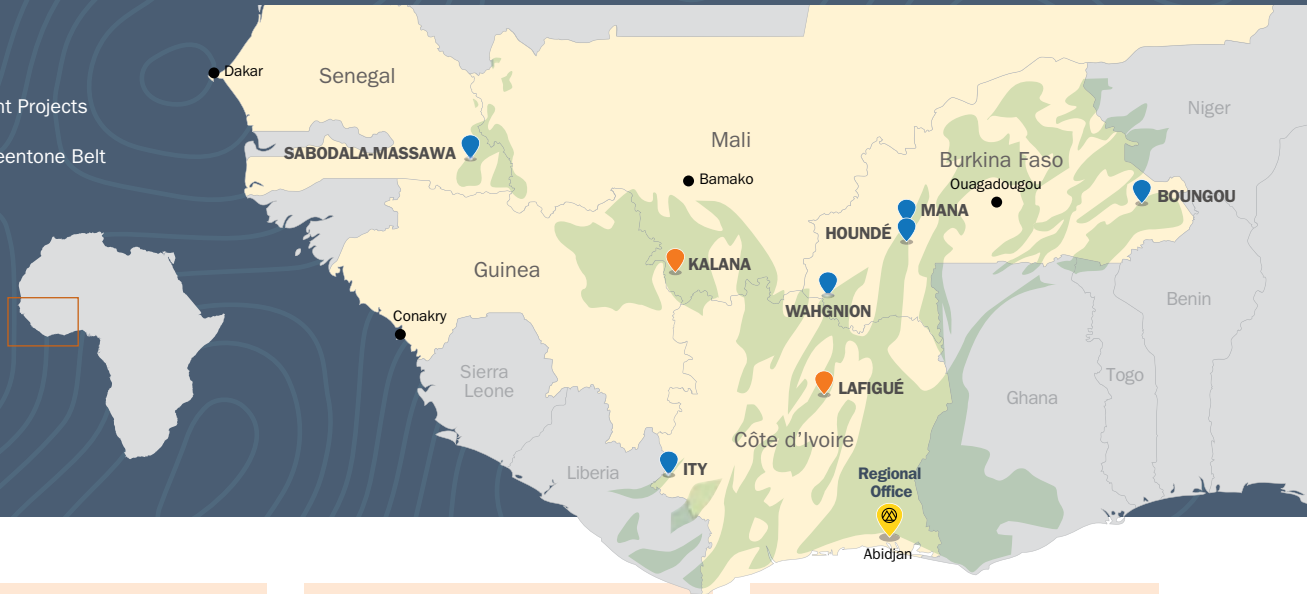 Dakar
Senegal
nt Projects
Niger
Mali
eentone Belt
SABODALA-MASSAWA
Burkina Faso
Bamako
Ouagadougou
BOUNGOU
MANA
HOUNDÉ
KALANA
Guinea
Benin
WAHGNION
Conakry
Sierra
Leone
Togo
LAFIGUÉ
Ghana
Côte d'Ivoire
ITY
Liberia
Regional
Office
Abidjan